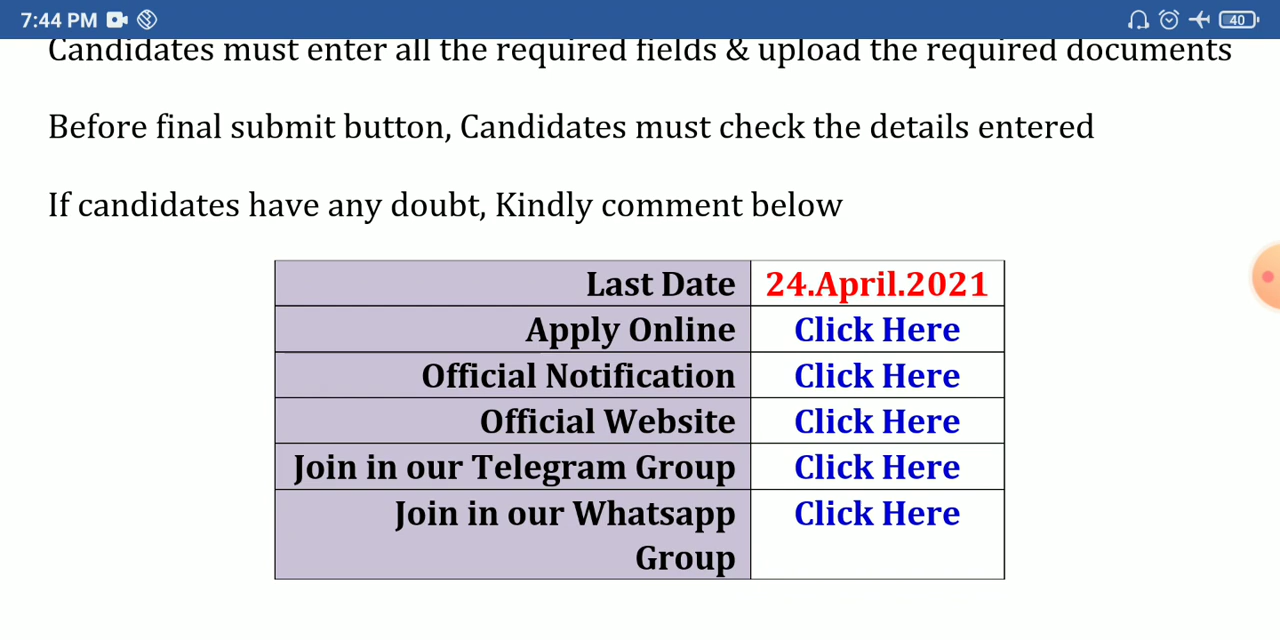 7:44 PM 40
Candidates must enter all the required fields & upload the required documents
Before final submit button, Candidates must check the details entered
If candidates have any doubt, Kindly comment below
Last Date 24.April.2021
Apply Online Click Here
Official Notification Click Here
Official Website Click Here
Join in our Telegram Group Click Here
Join in our Whatsapp Click Here
Group